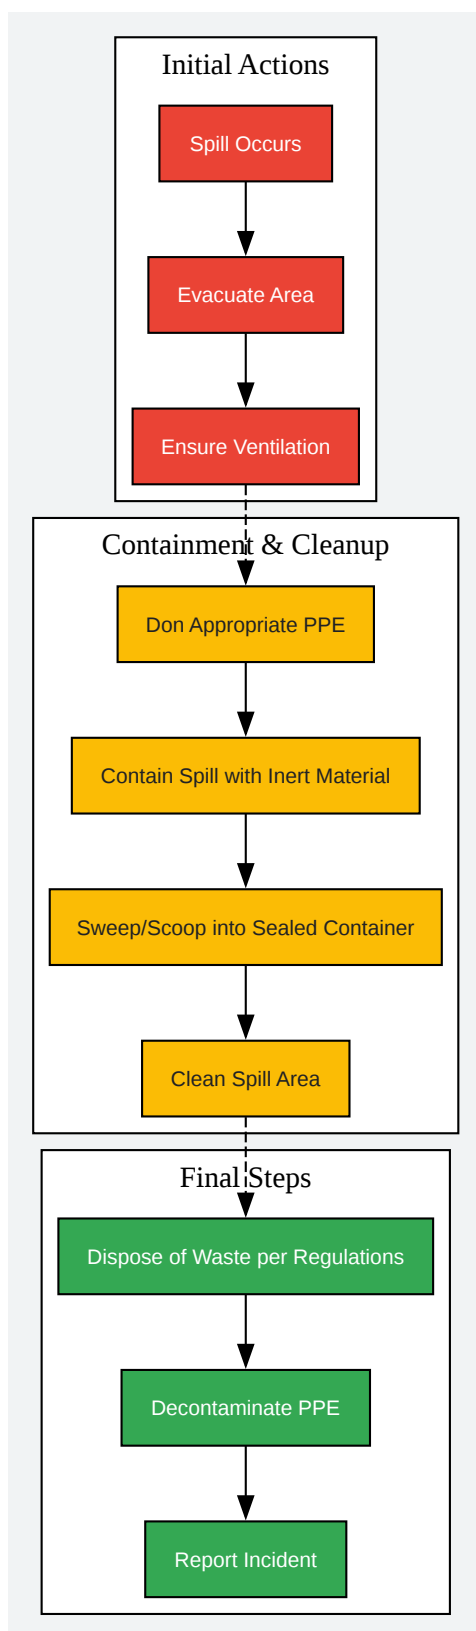 Initial Actions
Spill Occurs
Evacuate Area
Ensure Ventilation
Containment & Cleanup
Don Appropriate PPE
Contain Spill with Inert Material
Sweep/Scoop into Sealed Container
Clean Spill Area
Final Steps
Dispose of Waste per Regulations
Decontaminate PPE
Report Incident